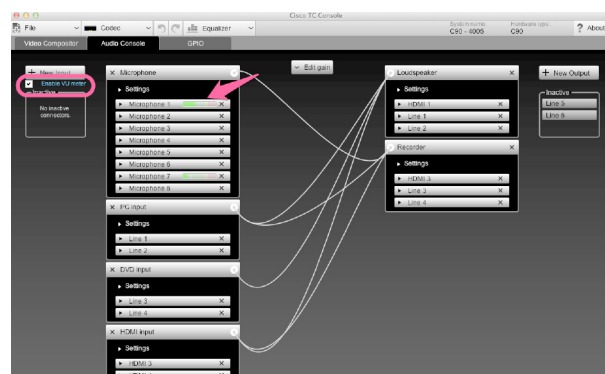 Cisco TC Console
File
Codec
Equalizer
System name:
C90 - 4005
Hardware type:
C90
? About
Video Compositor
Audio Console
GPIO
+ New Input
Enable VU meter
Inactive
No inactive
connectors.
Microphone
Settings
Microphone 1
Microphone 2
Microphone 3
Microphone 4
Microphone 5
Microphone 6
Microphone 7
Microphone 8
PC input
Settings
Line 1
Line 2
DVD input
Settings
Line 3
Line 4
HDMI input
Settings
HDMI 3
Edit gain
Loudspeaker
Settings
HDMI 1
Line 1
Line 2
Recorder
Settings
HDMI 3
Line 3
Line 4
+ New Output
Inactive
Line 5
Line 6